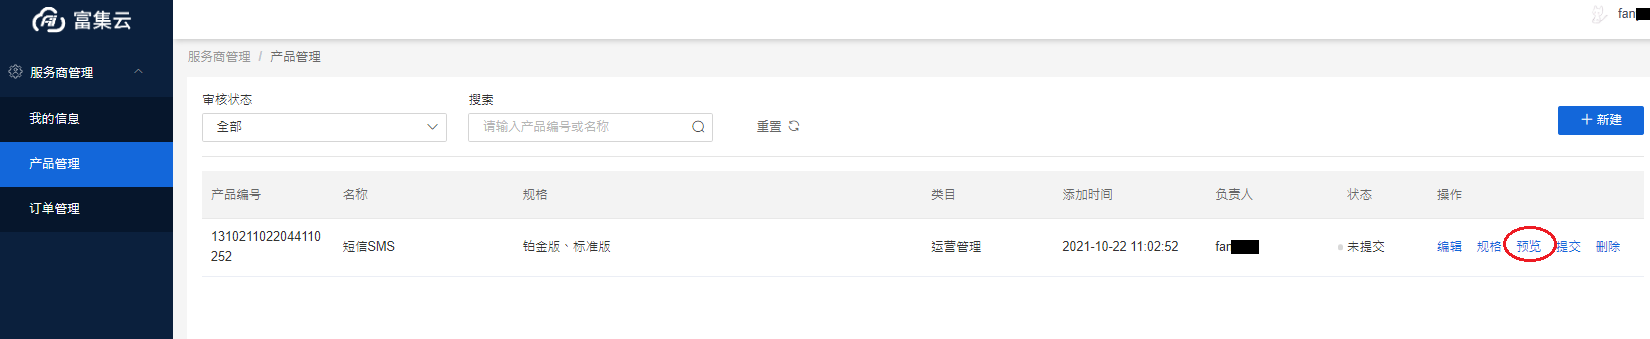 富集云
fan
服务商管理
服务商管理 / 产品管理
我的信息
产品管理
订单管理
审核状态
搜索
全部
请输入产品编号或名称
重置
+ 新建
产品编号 名称 规格 类目 添加时间 负责人 状态 操作
1310211022044110
252
短信SMS 铂金版、标准版 运营管理 2021-10-22 11:02:52 fan 未提交 编辑 规格 预览 提交 删除